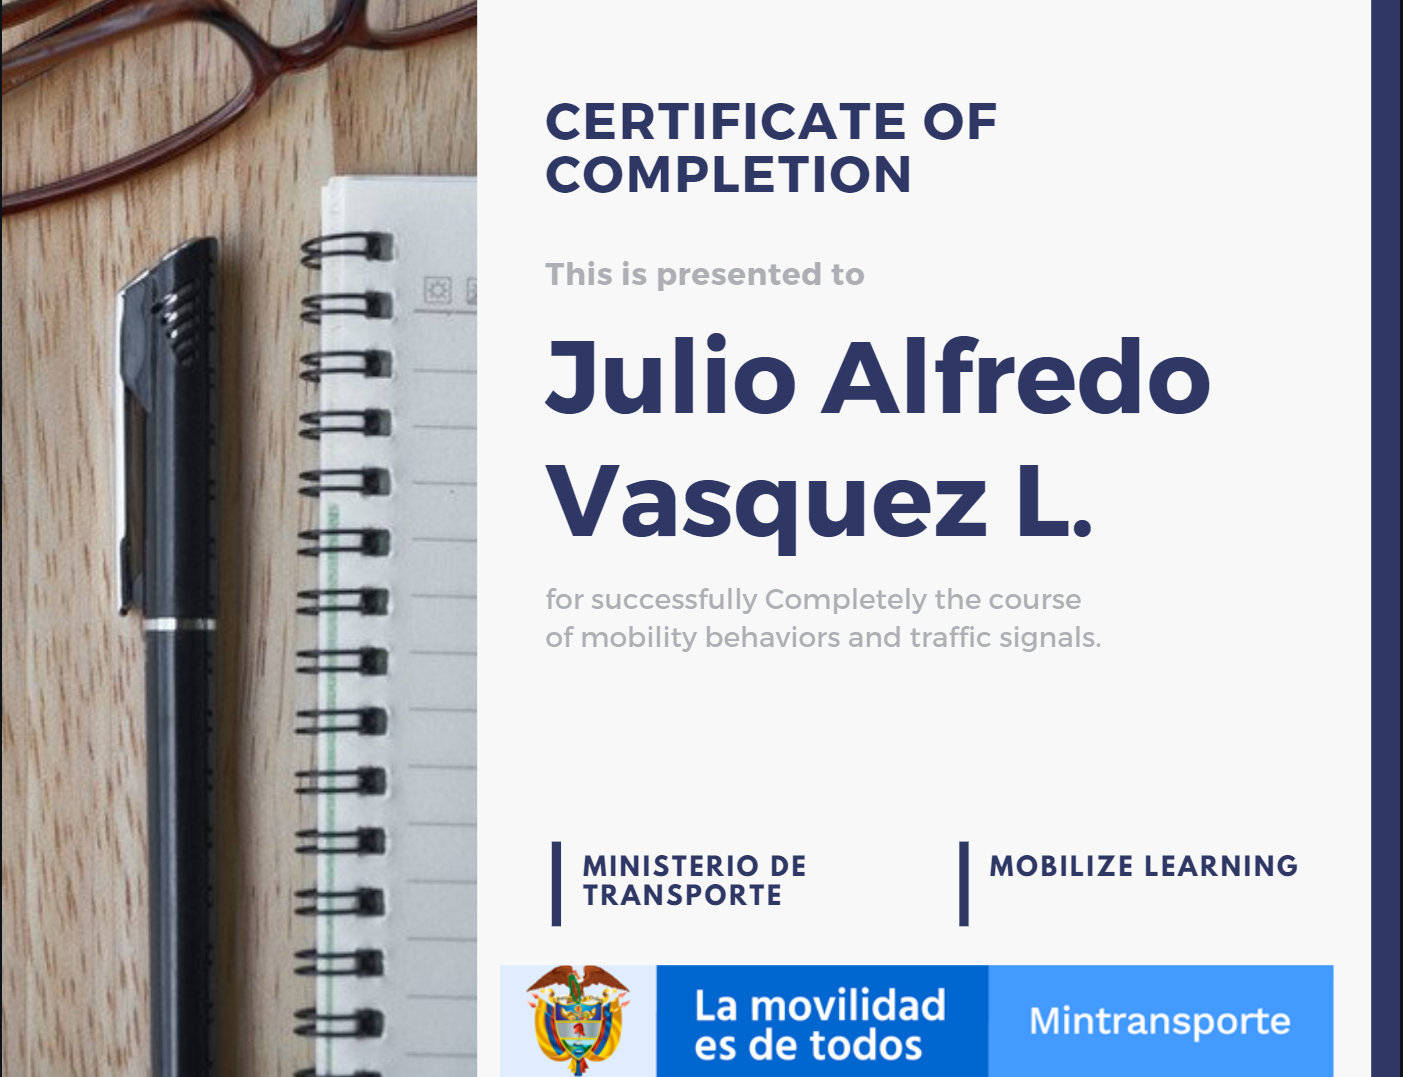 CERTIFICATE OF
COMPLETION
This is presented to
Julio Alfredo
Vasquez L.
for successfully Completely the course
of mobility behaviors and traffic signals.
MINISTERIO DE
TRANSPORTE
MOBILIZE LEARNING
La movilidad
es de todos
Mintransporte